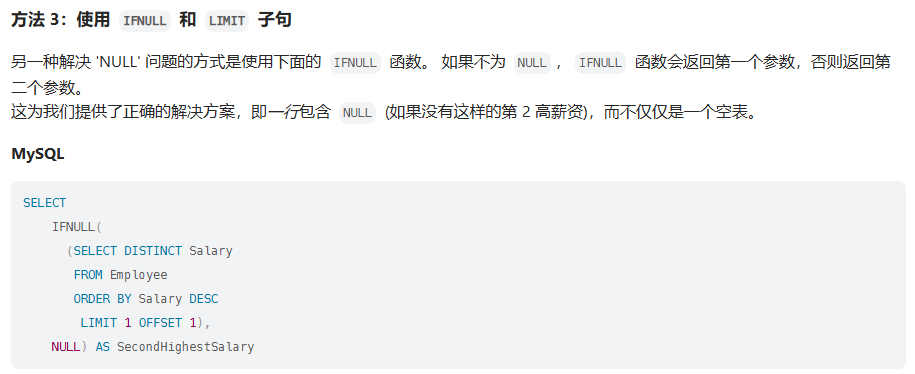 方法 3：使用 IFNULL 和 LIMIT 子句
另一种解决 'NULL' 问题的方式是使用下面的 IFNULL 函数。 如果不为 NULL ， IFNULL 函数会返回第一个参数，否则返回第
二个参数。
这为我们提供了正确的解决方案，即一行包含 NULL (如果没有这样的第 2 高薪资)，而不仅仅是一个空表。
MySQL
SELECT
    IFNULL(
      (SELECT DISTINCT Salary
       FROM Employee
       ORDER BY Salary DESC
        LIMIT 1 OFFSET 1),
    NULL) AS SecondHighestSalary